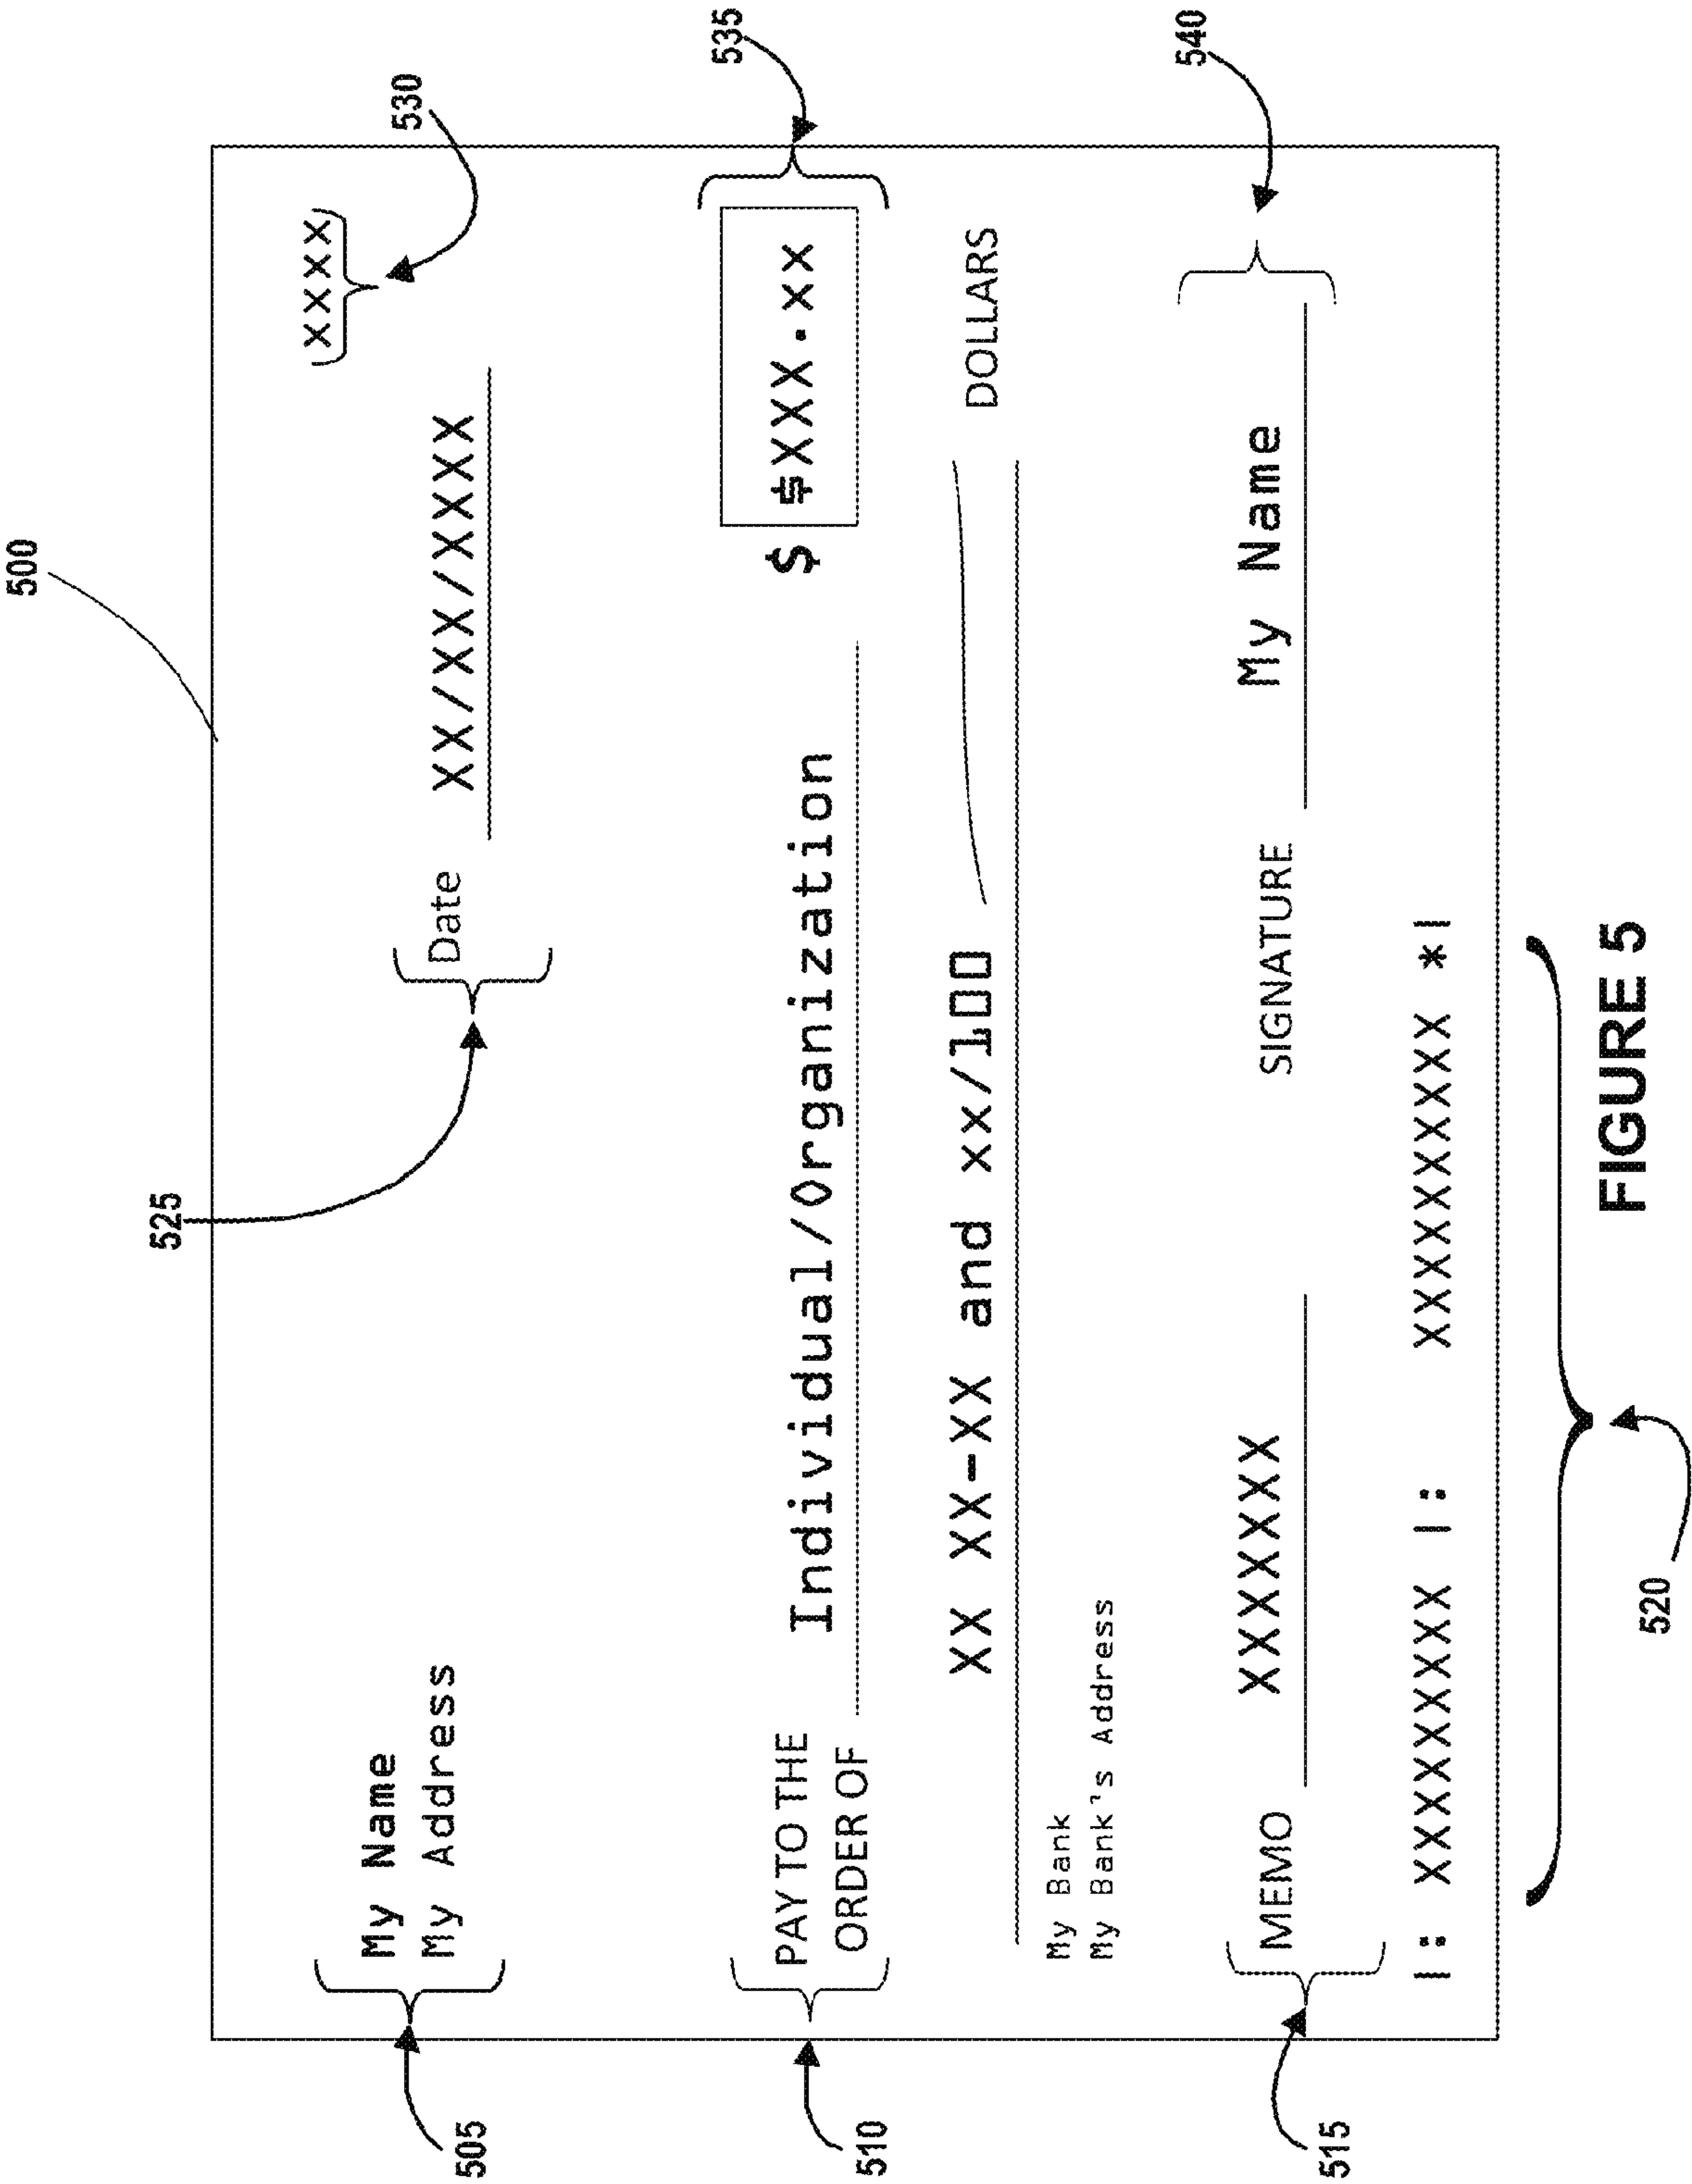 500
525
530
535
540
505
510
515
520
XXXX
My Name
My Address
Date XX/XX/XXXX
PAY TO THE
ORDER OF Individual/Organization $ $XXX.XX
XX XX-XX and xx/100 DOLLARS
My Bank
My Bank's Address
MEMO XXXXXXX SIGNATURE My Name
|: XXXXXXXXX |: XXXXXXXXXX *|
FIGURE 5